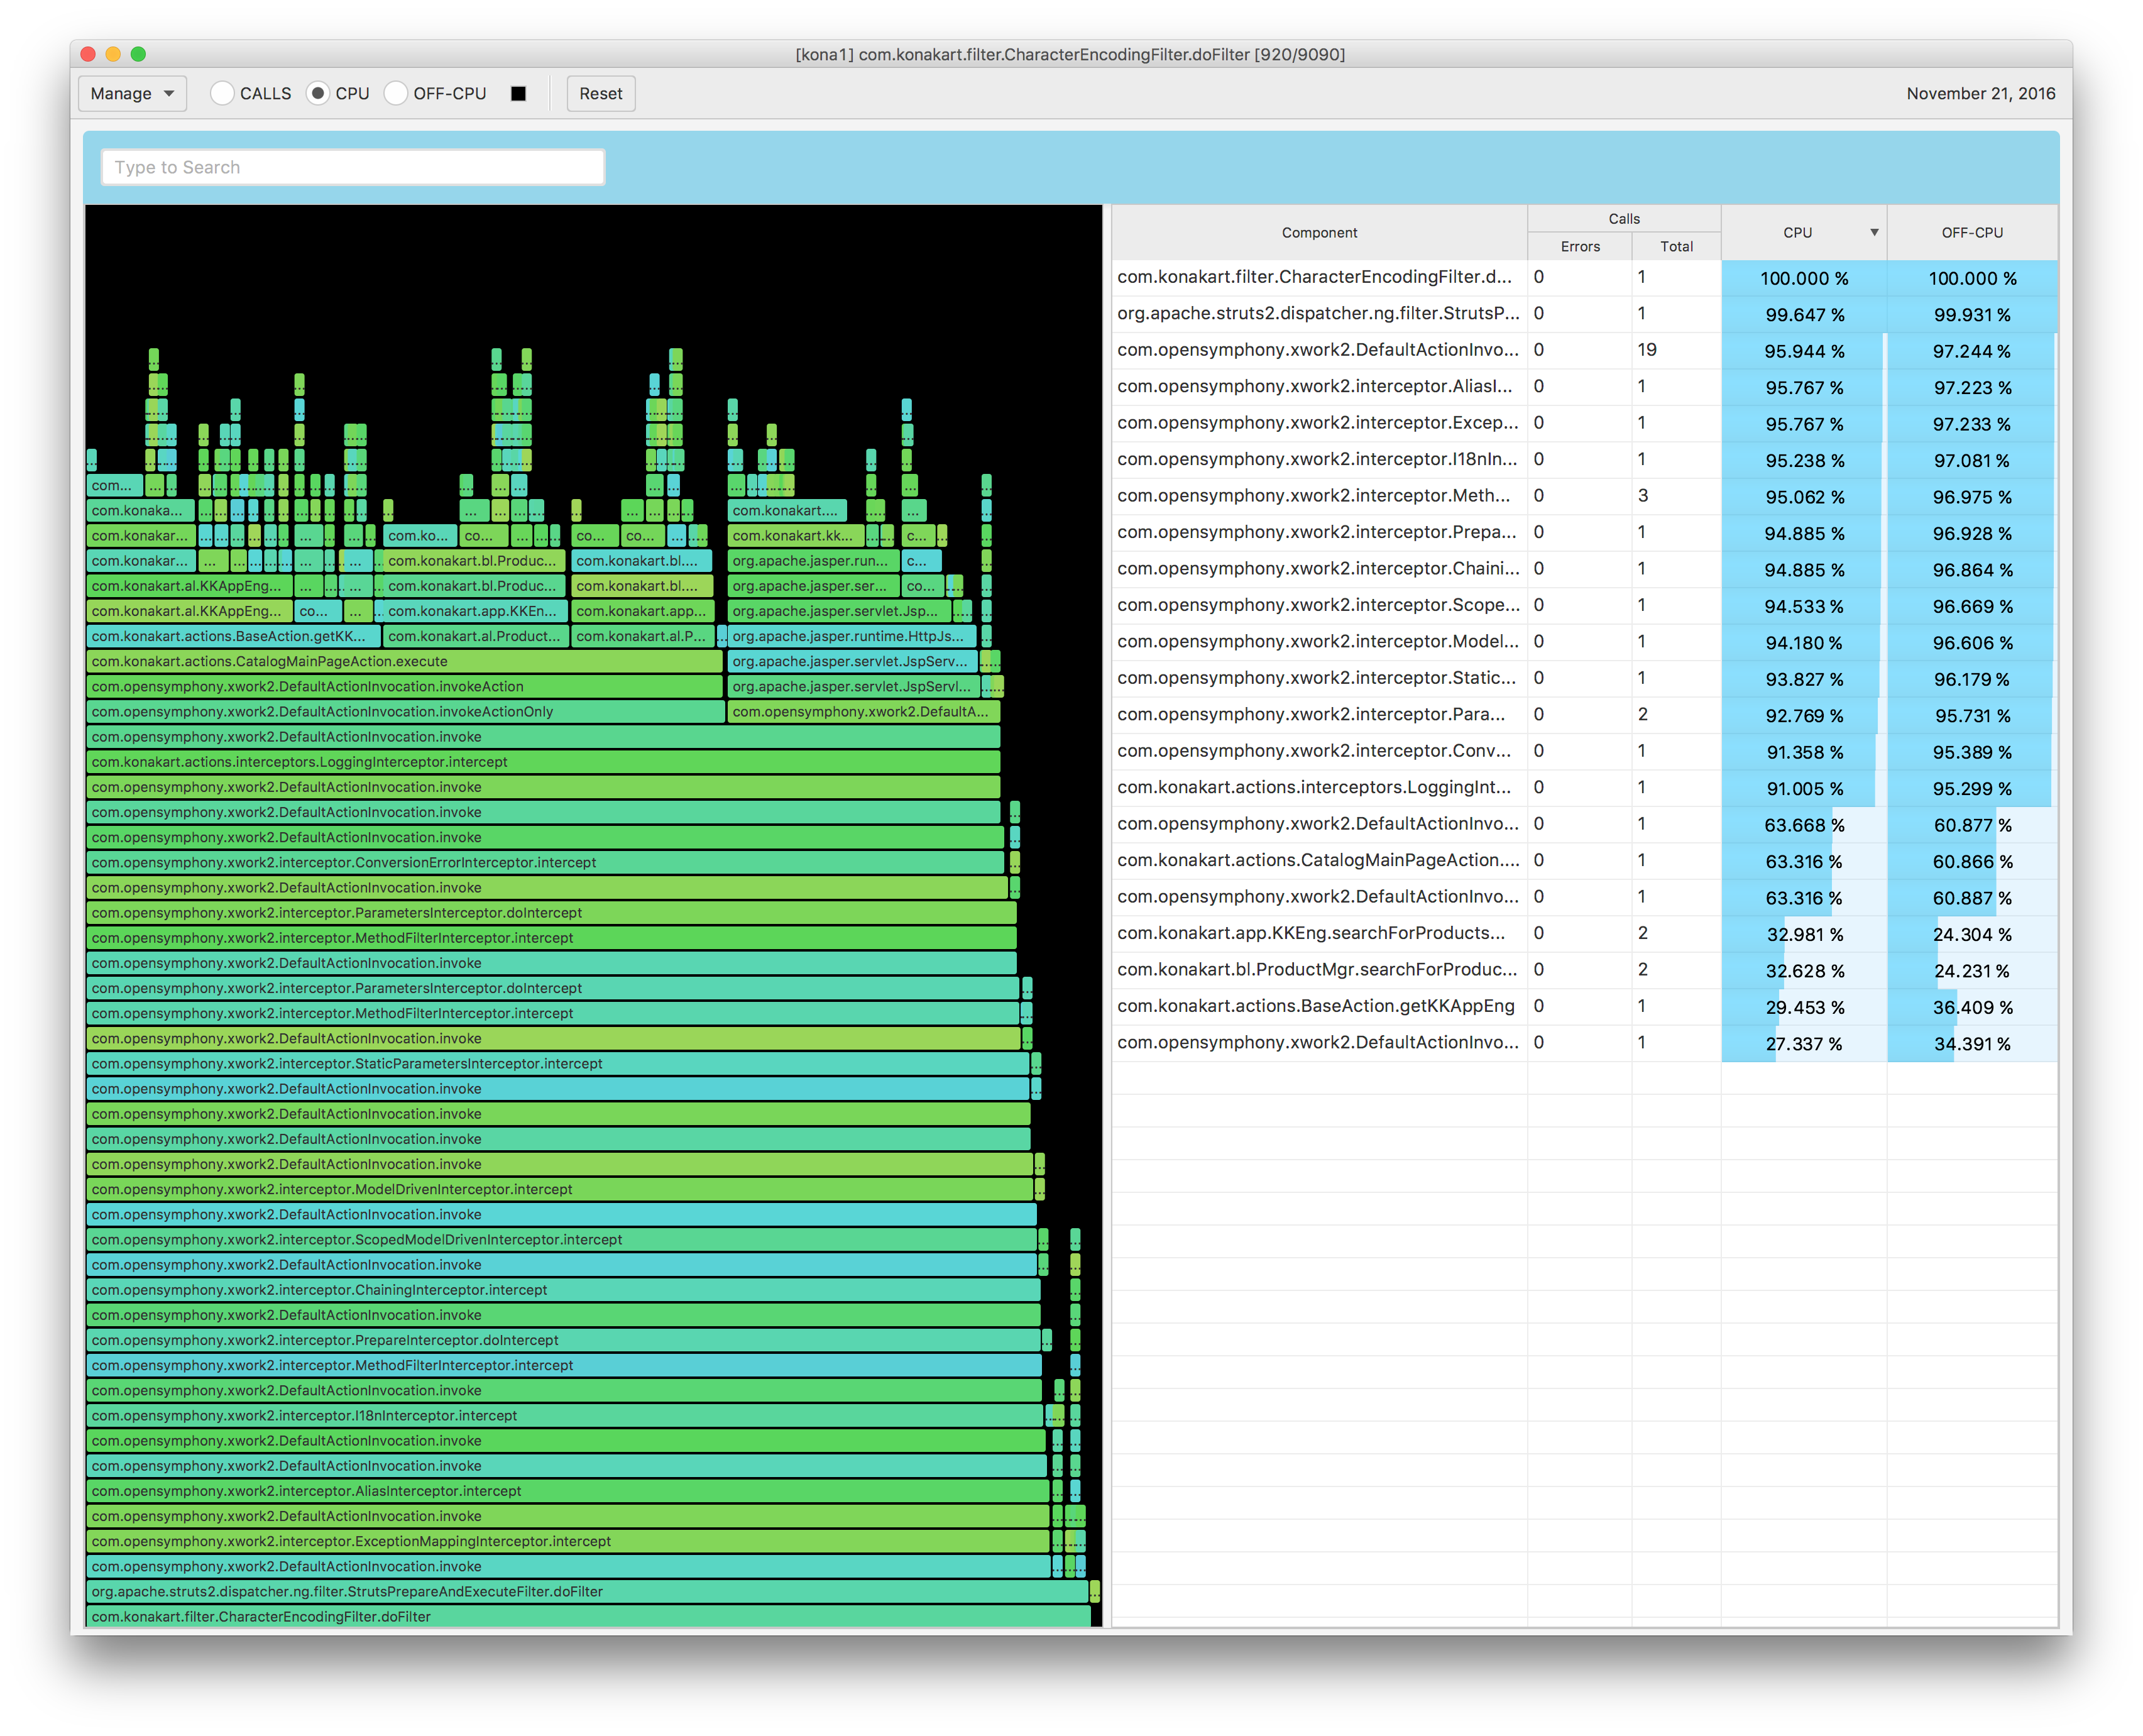 [kona1] com.konakart.filter.CharacterEncodingFilter.doFilter [920/9090]
Manage CALLS CPU OFF-CPU Reset November 21, 2016
Type to Search
com...
com.konaka... com.konakart....
com.konakar... com.ko... co... co... co... com.konakart.kk... c...
com.konakar... com.konakart.bl.Produc... com.konakart.bl.... org.apache.jasper.run... c...
com.konakart.al.KKAppEng... com.konakart.bl.Produc... com.konakart.bl.... org.apache.jasper.ser... co...
com.konakart.al.KKAppEng... co... com.konakart.app.KKEn... com.konakart.app... org.apache.jasper.servlet.Jsp...
com.konakart.actions.BaseAction.getKK... com.konakart.al.Product... com.konakart.al.P... org.apache.jasper.runtime.HttpJs...
com.konakart.actions.CatalogMainPageAction.execute org.apache.jasper.servlet.JspServ...
com.opensymphony.xwork2.DefaultActionInvocation.invokeAction org.apache.jasper.servlet.JspServl...
com.opensymphony.xwork2.DefaultActionInvocation.invokeActionOnly com.opensymphony.xwork2.DefaultA...
com.opensymphony.xwork2.DefaultActionInvocation.invoke
com.konakart.actions.interceptors.LoggingInterceptor.intercept
com.opensymphony.xwork2.DefaultActionInvocation.invoke
com.opensymphony.xwork2.DefaultActionInvocation.invoke
com.opensymphony.xwork2.DefaultActionInvocation.invoke
com.opensymphony.xwork2.interceptor.ConversionErrorInterceptor.intercept
com.opensymphony.xwork2.DefaultActionInvocation.invoke
com.opensymphony.xwork2.interceptor.ParametersInterceptor.doIntercept
com.opensymphony.xwork2.interceptor.MethodFilterInterceptor.intercept
com.opensymphony.xwork2.DefaultActionInvocation.invoke
com.opensymphony.xwork2.interceptor.ParametersInterceptor.doIntercept
com.opensymphony.xwork2.interceptor.MethodFilterInterceptor.intercept
com.opensymphony.xwork2.DefaultActionInvocation.invoke
com.opensymphony.xwork2.interceptor.StaticParametersInterceptor.intercept
com.opensymphony.xwork2.DefaultActionInvocation.invoke
com.opensymphony.xwork2.DefaultActionInvocation.invoke
com.opensymphony.xwork2.DefaultActionInvocation.invoke
com.opensymphony.xwork2.DefaultActionInvocation.invoke
com.opensymphony.xwork2.interceptor.ModelDrivenInterceptor.intercept
com.opensymphony.xwork2.DefaultActionInvocation.invoke
com.opensymphony.xwork2.interceptor.ScopedModelDrivenInterceptor.intercept
com.opensymphony.xwork2.DefaultActionInvocation.invoke
com.opensymphony.xwork2.interceptor.ChainingInterceptor.intercept
com.opensymphony.xwork2.DefaultActionInvocation.invoke
com.opensymphony.xwork2.interceptor.PrepareInterceptor.doIntercept
com.opensymphony.xwork2.interceptor.MethodFilterInterceptor.intercept
com.opensymphony.xwork2.DefaultActionInvocation.invoke
com.opensymphony.xwork2.interceptor.I18nInterceptor.intercept
com.opensymphony.xwork2.DefaultActionInvocation.invoke
com.opensymphony.xwork2.DefaultActionInvocation.invoke
com.opensymphony.xwork2.interceptor.AliasInterceptor.intercept
com.opensymphony.xwork2.DefaultActionInvocation.invoke
com.opensymphony.xwork2.interceptor.ExceptionMappingInterceptor.intercept
com.opensymphony.xwork2.DefaultActionInvocation.invoke
org.apache.struts2.dispatcher.ng.filter.StrutsPrepareAndExecuteFilter.doFilter
com.konakart.filter.CharacterEncodingFilter.doFilter
Component Calls CPU OFF-CPU
Errors Total
com.konakart.filter.CharacterEncodingFilter.d... 0 1 100.000 % 100.000 %
org.apache.struts2.dispatcher.ng.filter.StrutsP... 0 1 99.647 % 99.931 %
com.opensymphony.xwork2.DefaultActionInvo... 0 19 95.944 % 97.244 %
com.opensymphony.xwork2.interceptor.AliasI... 0 1 95.767 % 97.223 %
com.opensymphony.xwork2.interceptor.Excep... 0 1 95.767 % 97.233 %
com.opensymphony.xwork2.interceptor.I18nIn... 0 1 95.238 % 97.081 %
com.opensymphony.xwork2.interceptor.Meth... 0 3 95.062 % 96.975 %
com.opensymphony.xwork2.interceptor.Prepa... 0 1 94.885 % 96.928 %
com.opensymphony.xwork2.interceptor.Chaini... 0 1 94.885 % 96.864 %
com.opensymphony.xwork2.interceptor.Scope... 0 1 94.533 % 96.669 %
com.opensymphony.xwork2.interceptor.Model... 0 1 94.180 % 96.606 %
com.opensymphony.xwork2.interceptor.Static... 0 1 93.827 % 96.179 %
com.opensymphony.xwork2.interceptor.Para... 0 2 92.769 % 95.731 %
com.opensymphony.xwork2.interceptor.Conv... 0 1 91.358 % 95.389 %
com.konakart.actions.interceptors.LoggingInt... 0 1 91.005 % 95.299 %
com.opensymphony.xwork2.DefaultActionInvo... 0 1 63.668 % 60.877 %
com.konakart.actions.CatalogMainPageAction.... 0 1 63.316 % 60.866 %
com.opensymphony.xwork2.DefaultActionInvo... 0 1 63.316 % 60.887 %
com.konakart.app.KKEng.searchForProducts... 0 2 32.981 % 24.304 %
com.konakart.bl.ProductMgr.searchForProduc... 0 2 32.628 % 24.231 %
com.konakart.actions.BaseAction.getKKAppEng 0 1 29.453 % 36.409 %
com.opensymphony.xwork2.DefaultActionInvo... 0 1 27.337 % 34.391 %